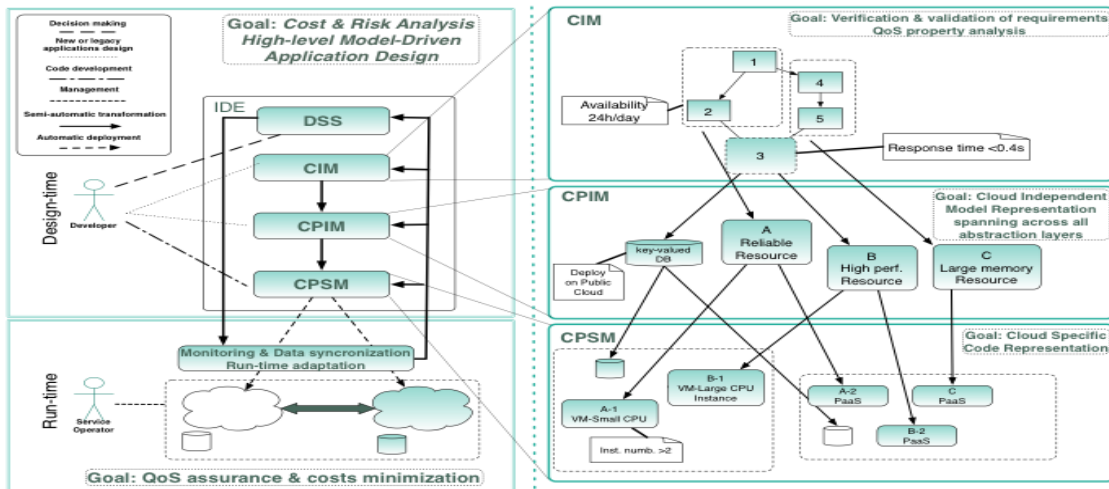 Decision making
New or legacy
applications design
Code development
Management
Semi-automatic transformation
Automatic deployment
Goal: Cost & Risk Analysis
High-level Model-Driven
Application Design
Design-time
Developer
IDE
DSS
CIM
CPIM
CPSM
Run-time
Service
Operator
Monitoring & Data syncronization
Run-time adaptation
Goal: QoS assurance & costs minimization
CIM
Goal: Verification & validation of requirements
QoS property analysis
1
4
2
5
3
Availability
24h/day
Response time <0.4s
CPIM
Goal: Cloud Independent
Model Representation
spanning across all
abstraction layers
key-valued
DB
Deploy
on Public
Cloud
A
Reliable
Resource
B
High perf.
Resource
C
Large memory
Resource
CPSM
Goal: Cloud Specific
Code Representation
B-1
VM-Large CPU
Instance
A-1
VM-Small CPU
Inst. numb. >2
A-2
PaaS
C
PaaS
B-2
PaaS